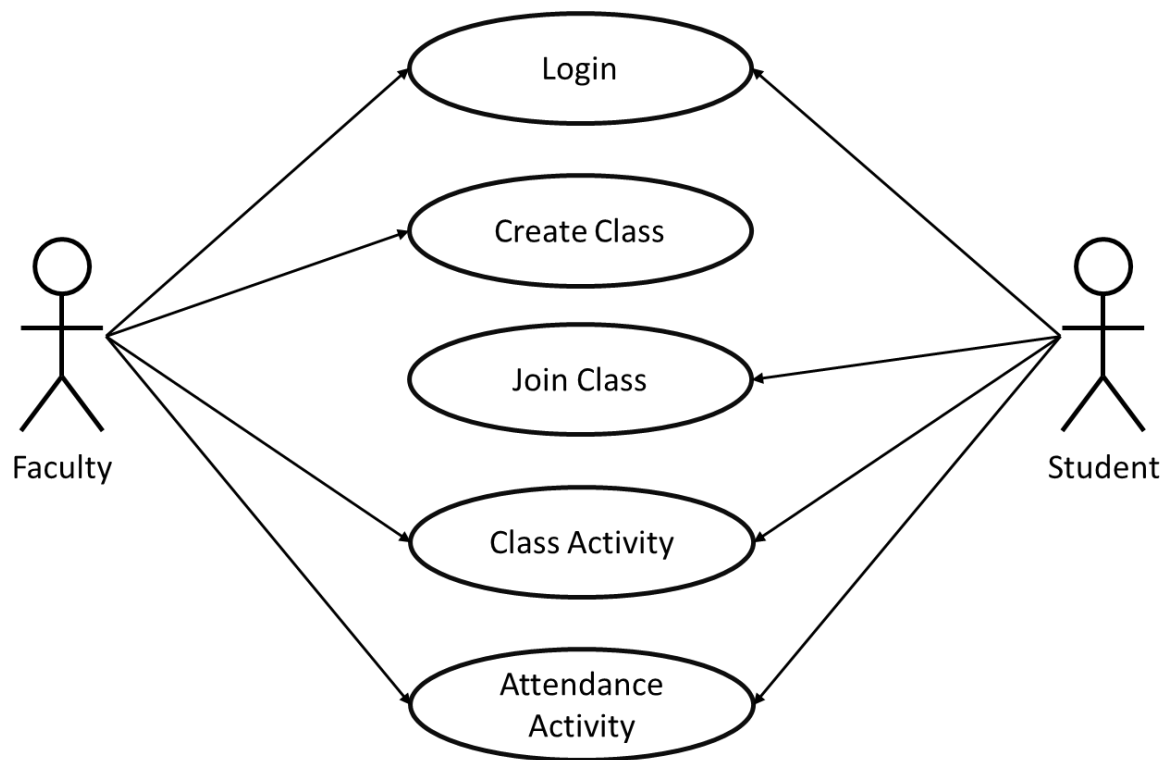 Login
Create Class
Join Class
Faculty
Student
Class Activity
Attendance
Activity